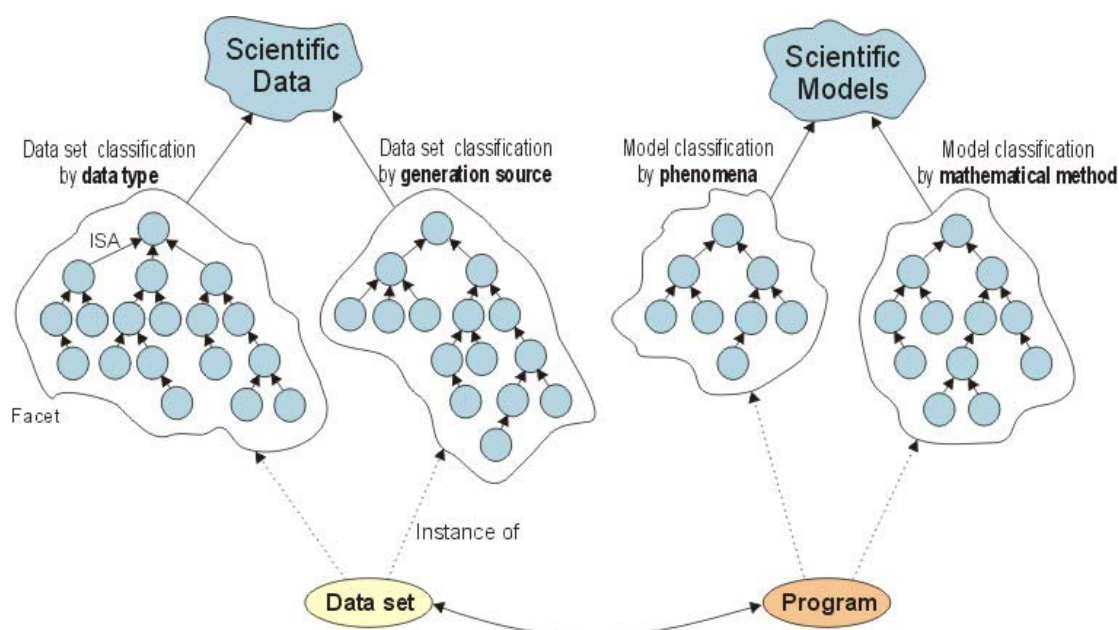 Scientific
Data
Scientific
Models
Data set classification
by data type
Data set classification
by generation source
Model classification
by phenomena
Model classification
by mathematical method
ISA
Facet
Instance of
Data set
Program